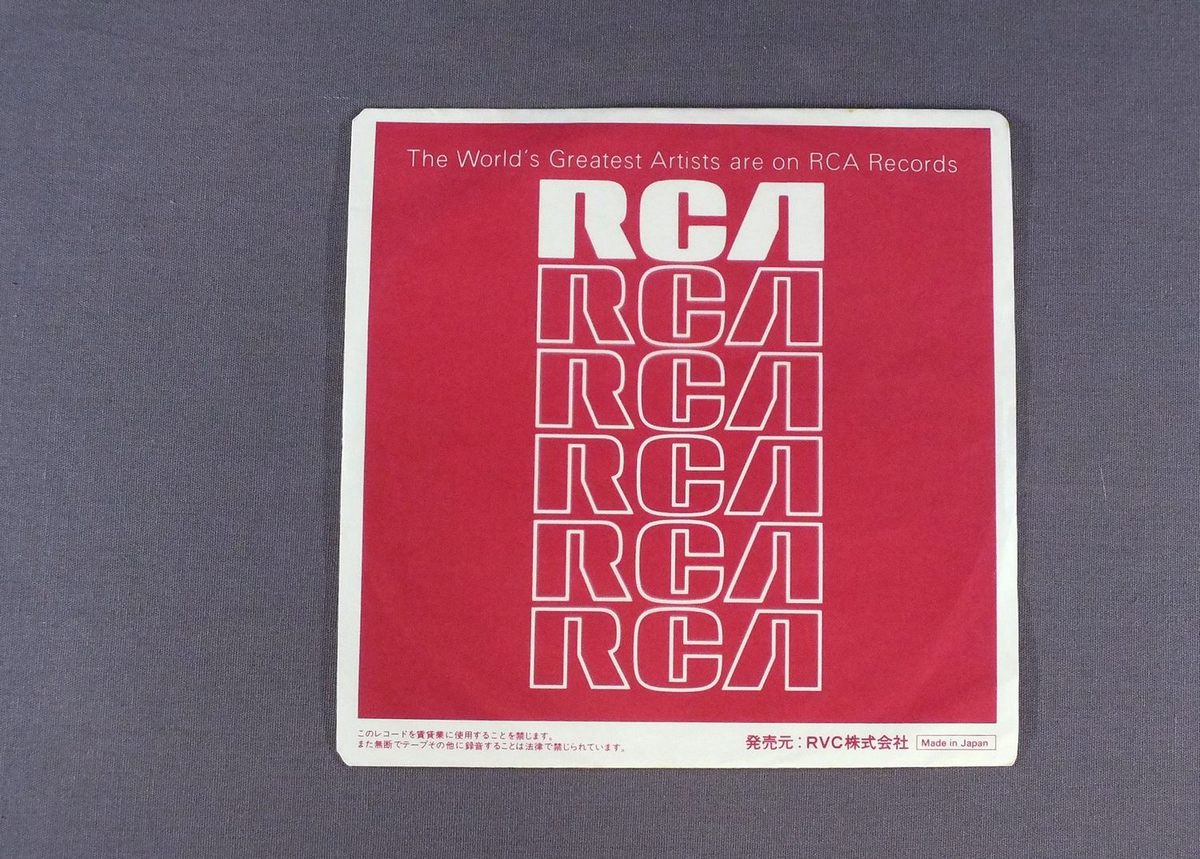 The World's Greatest Artists are on RCA Records
RCA
RCA
RCA
RCA
RCA
RCA
このレコードを賃貸業に使用することを禁じます。
また無断でテープその他に録音することは法律で禁じられています。
発売元：RVC株式会社 Made in Japan